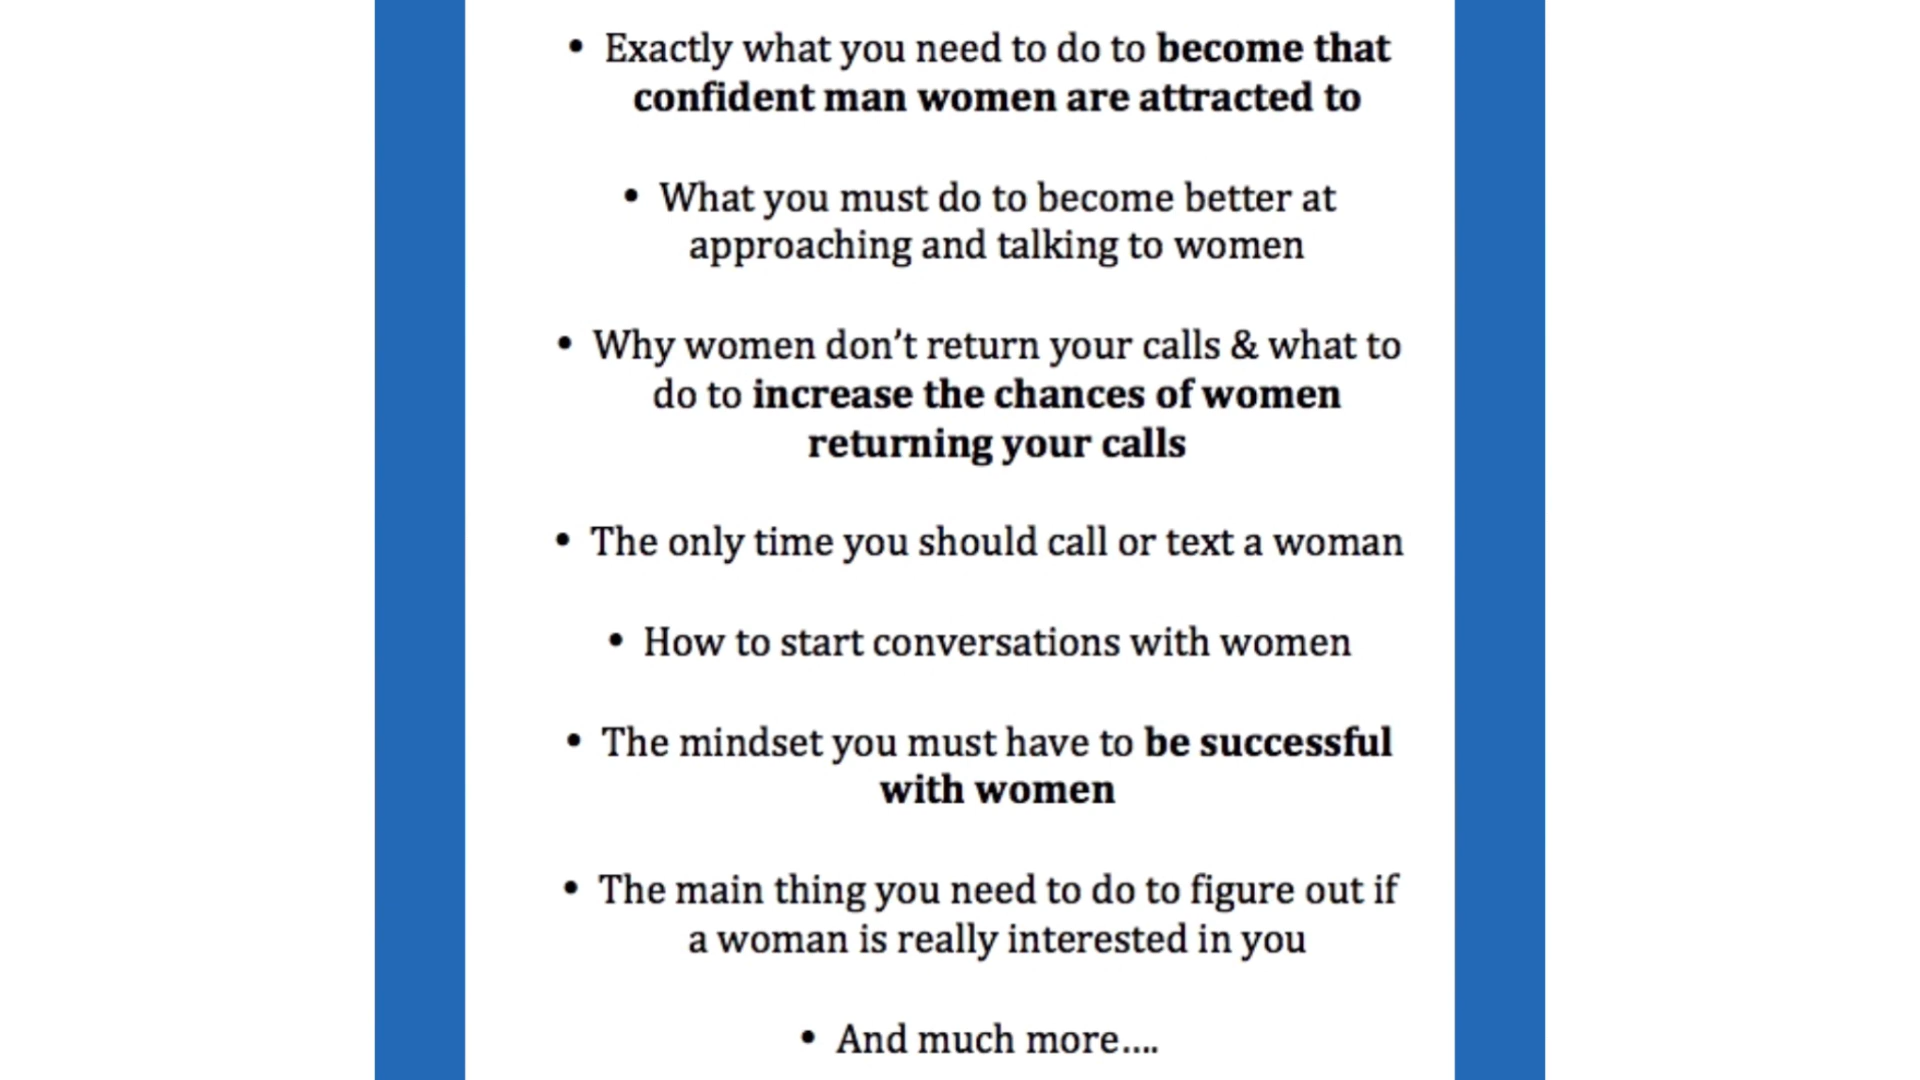 • Exactly what you need to do to become that
confident man women are attracted to
• What you must do to become better at
approaching and talking to women
• Why women don’t return your calls & what to
do to increase the chances of women
returning your calls
• The only time you should call or text a woman
• How to start conversations with women
• The mindset you must have to be successful
with women
• The main thing you need to do to figure out if
a woman is really interested in you
• And much more....